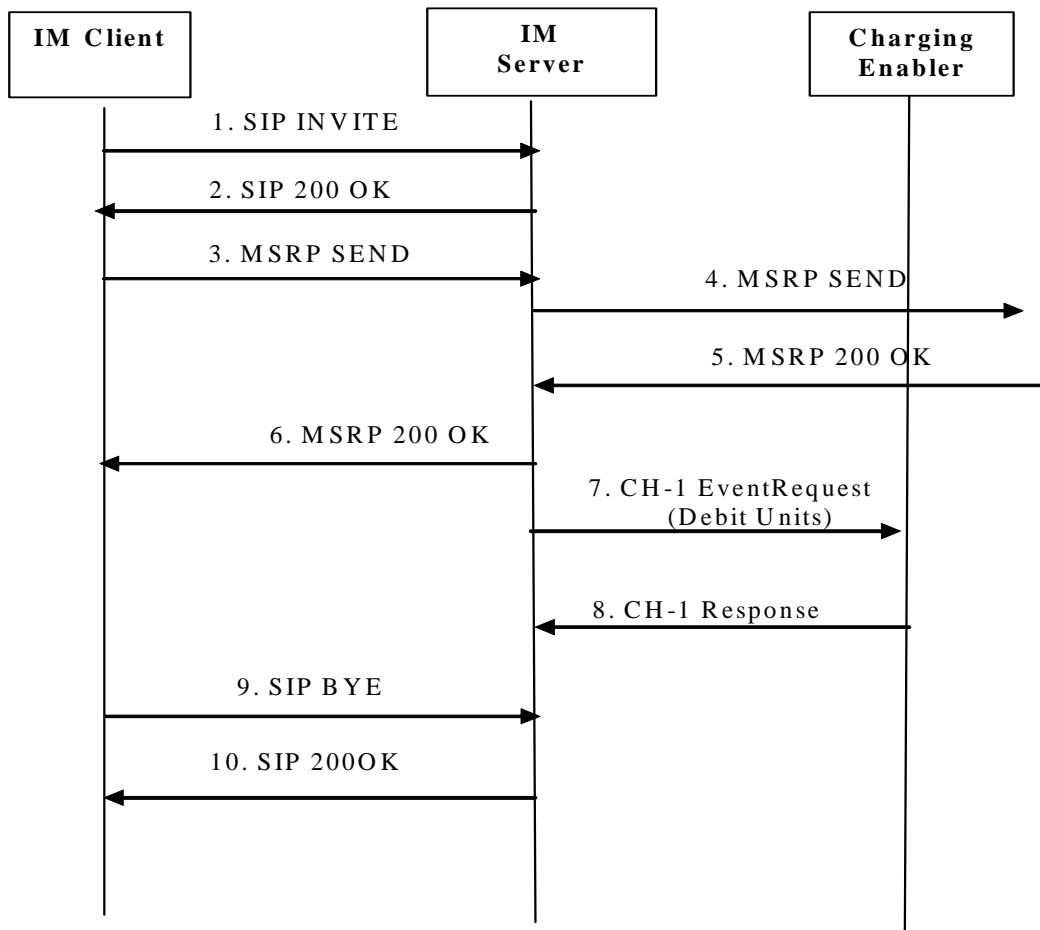 IM Client
IM
Server
Charging
Enabler
1. SIP INVITE
2. SIP 200 OK
3. MSRP SEND
4. MSRP SEND
5. MSRP 200 OK
6. MSRP 200 OK
7. CH-1 EventRequest
(Debit Units)
8. CH-1 Response
9. SIP BYE
10. SIP 200OK